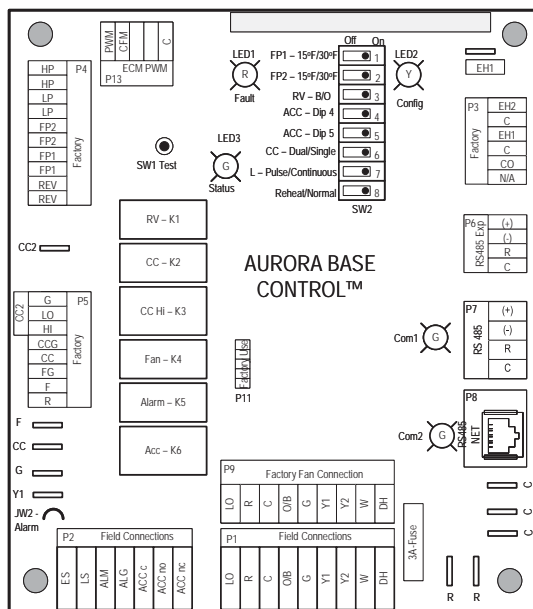 PWM
CFM
C
ECM PWM
P13
LED1
R
Fault
Off On
FP1 – 15ºF/30ºF 1
FP2 – 15ºF/30ºF 2
RV – B/O 3
ACC – Dip 4 4
ACC – Dip 5 5
CC – Dual/Single 6
L – Pulse/Continuous 7
Reheat/Normal 8
SW2
LED2
Y
Config
EH1
HP
HP
LP
LP
FP2
FP2
FP1
FP1
REV
REV
P4
Factory
SW1 Test
LED3
G
Status
P3
Factory
EH2
C
EH1
C
CO
N/A
RV – K1
CC – K2
CC Hi – K3
Fan – K4
Alarm – K5
Acc – K6
AURORA BASE
CONTROL™
P6
RS485 Exp
(+)
(-)
R
C
CC2
CC2
G
LO
HI
CCG
CC
FG
F
R
P5
Factory
Factory Use
P11
Com1
G
P7
RS 485
(+)
(-)
R
C
Com2
G
P8
RS485
NET
F
CC
G
Y1
JW2 -
Alarm
P9
Factory Fan Connection
LO
R
C
O/B
G
Y1
Y2
W
DH
P2
Field Connections
ES
LS
ALM
ALG
ACC c
ACC no
ACC nc
P1
Field Connections
LO
R
C
O/B
G
Y1
Y2
W
DH
3A-Fuse
C
C
C
R
R